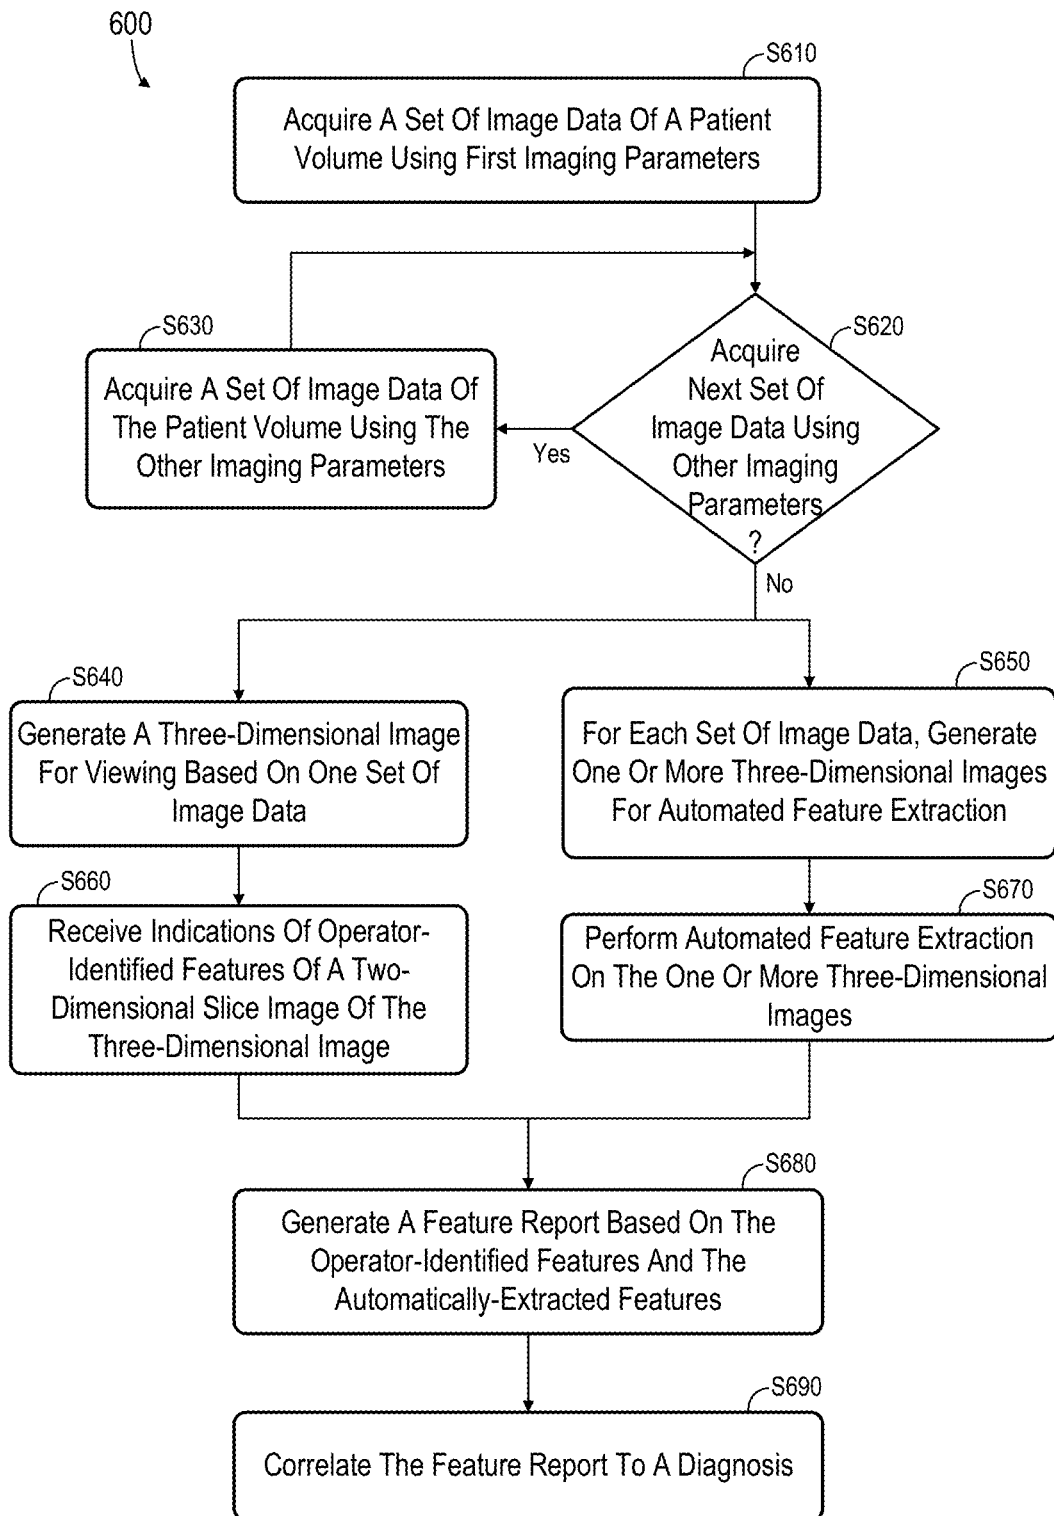 600
S610
Acquire A Set Of Image Data Of A Patient
Volume Using First Imaging Parameters
S630
Acquire A Set Of Image Data Of
The Patient Volume Using The
Other Imaging Parameters
S620
Acquire
Next Set Of
Image Data Using
Other Imaging
Parameters
?
Yes
No
S640
Generate A Three-Dimensional Image
For Viewing Based On One Set Of
Image Data
S650
For Each Set Of Image Data, Generate
One Or More Three-Dimensional Images
For Automated Feature Extraction
S660
Receive Indications Of Operator-
Identified Features Of A Two-
Dimensional Slice Image Of The
Three-Dimensional Image
S670
Perform Automated Feature Extraction
On The One Or More Three-Dimensional
Images
S680
Generate A Feature Report Based On The
Operator-Identified Features And The
Automatically-Extracted Features
S690
Correlate The Feature Report To A Diagnosis